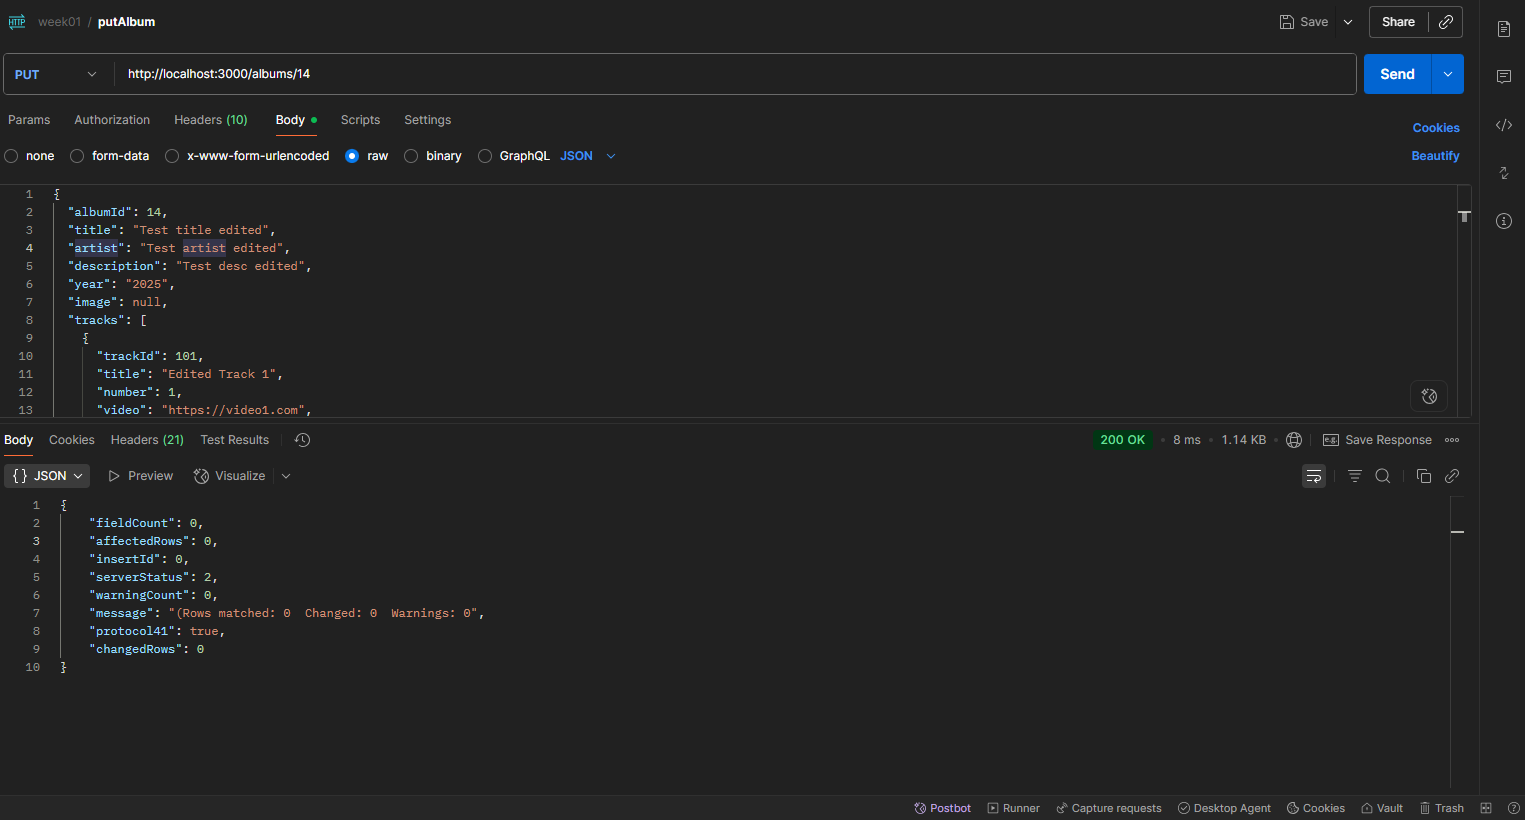 HTTP week01 / putAlbum Save Share
PUT http://localhost:3000/albums/14 Send
Params Authorization Headers (10) Body Scripts Settings Cookies
none form-data x-www-form-urlencoded raw binary GraphQL JSON Beautify
1 {
2 "albumId": 14,
3 "title": "Test title edited",
4 "artist": "Test artist edited",
5 "description": "Test desc edited",
6 "year": "2025",
7 "image": null,
8 "tracks": [
9 {
10 "trackId": 101,
11 "title": "Edited Track 1",
12 "number": 1,
13 "video": "https://video1.com",
Body Cookies Headers (21) Test Results 200 OK • 8 ms • 1.14 KB • e.g. Save Response
{} JSON Preview Visualize
1 {
2 "fieldCount": 0,
3 "affectedRows": 0,
4 "insertId": 0,
5 "serverStatus": 2,
6 "warningCount": 0,
7 "message": "(Rows matched: 0  Changed: 0  Warnings: 0",
8 "protocol41": true,
9 "changedRows": 0
10 }
Postbot Runner Capture requests Desktop Agent Cookies Vault Trash